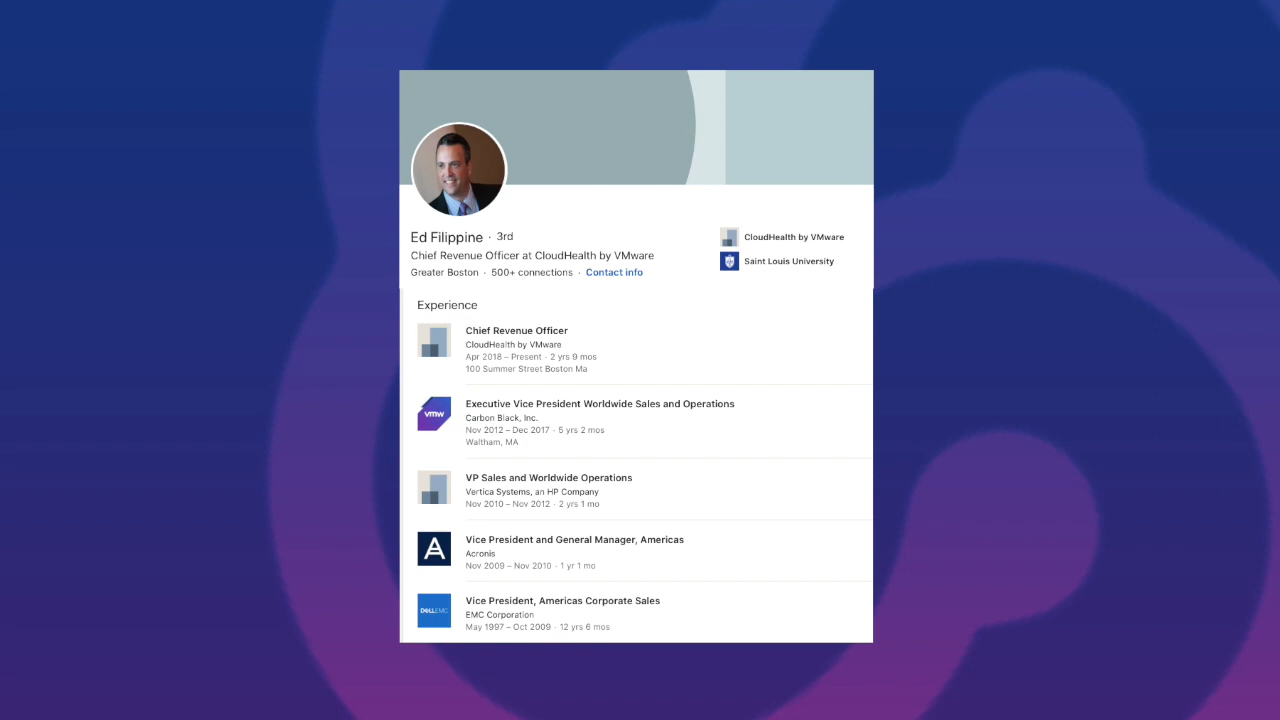 Ed Filippine · 3rd
Chief Revenue Officer at CloudHealth by VMware
Greater Boston · 500+ connections · Contact info
CloudHealth by VMware
Saint Louis University
Experience
Chief Revenue Officer
CloudHealth by VMware
Apr 2018 – Present · 2 yrs 9 mos
100 Summer Street Boston Ma
vmw
Executive Vice President Worldwide Sales and Operations
Carbon Black, Inc.
Nov 2012 – Dec 2017 · 5 yrs 2 mos
Waltham, MA
VP Sales and Worldwide Operations
Vertica Systems, an HP Company
Nov 2010 – Nov 2012 · 2 yrs 1 mo
A
Vice President and General Manager, Americas
Acronis
Nov 2009 – Nov 2010 · 1 yr 1 mo
DELLEMC
Vice President, Americas Corporate Sales
EMC Corporation
May 1997 – Oct 2009 · 12 yrs 6 mos